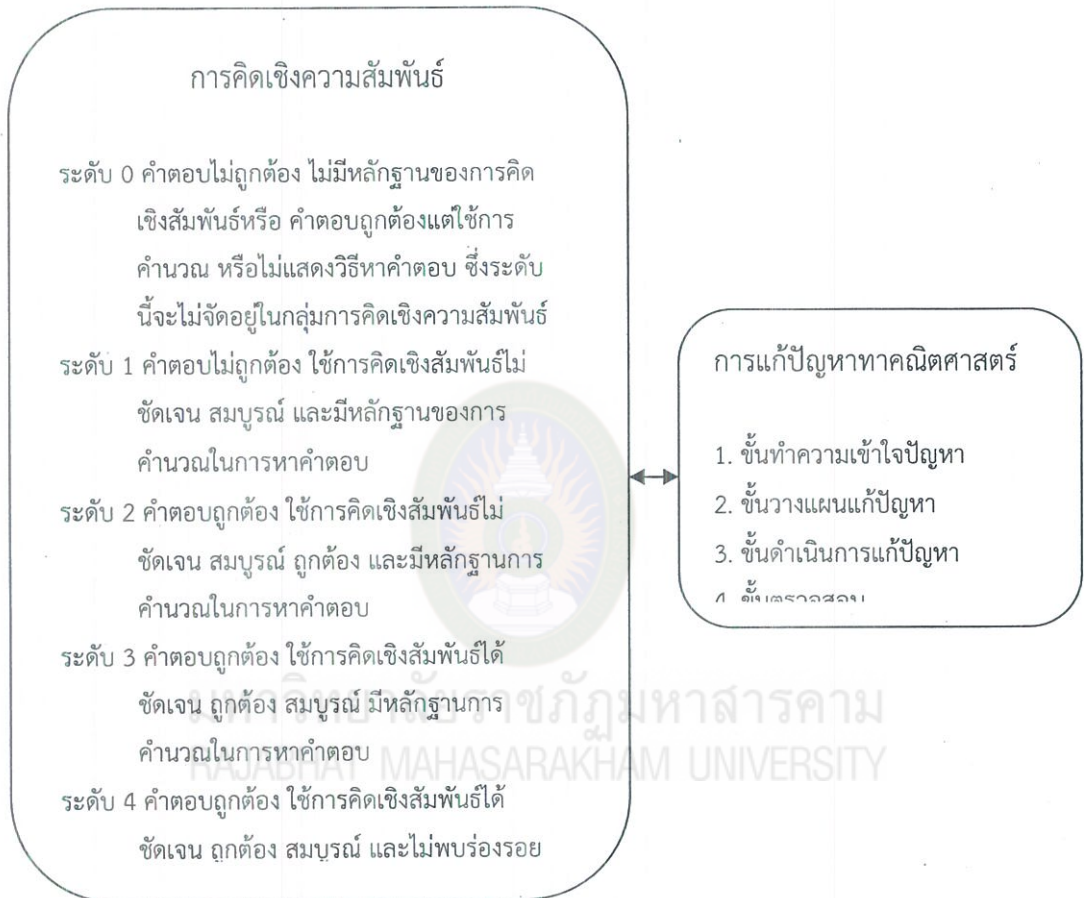 การคิดเชิงความสัมพันธ์
ระดับ 0 คำตอบไม่ถูกต้อง ไม่มีหลักฐานของการคิด
เชิงสัมพันธ์หรือ คำตอบถูกต้องแต่ใช้การ
คำนวณ หรือไม่แสดงวิธีหาคำตอบ ซึ่งระดับ
นี้จะไม่จัดอยู่ในกลุ่มการคิดเชิงความสัมพันธ์
ระดับ 1 คำตอบไม่ถูกต้อง ใช้การคิดเชิงสัมพันธ์ไม่
ชัดเจน สมบูรณ์ และมีหลักฐานของการ
คำนวณในการหาคำตอบ
ระดับ 2 คำตอบถูกต้อง ใช้การคิดเชิงสัมพันธ์ไม่
ชัดเจน สมบูรณ์ ถูกต้อง และมีหลักฐานการ
คำนวณในการหาคำตอบ
ระดับ 3 คำตอบถูกต้อง ใช้การคิดเชิงสัมพันธ์ได้
ชัดเจน ถูกต้อง สมบูรณ์ มีหลักฐานการ
คำนวณในการหาคำตอบ
ระดับ 4 คำตอบถูกต้อง ใช้การคิดเชิงสัมพันธ์ได้
ชัดเจน ถูกต้อง สมบูรณ์ และไม่พบร่องรอย
การแก้ปัญหาทาคณิตศาสตร์
1. ขั้นทำความเข้าใจปัญหา
2. ขั้นวางแผนแก้ปัญหา
3. ขั้นดำเนินการแก้ปัญหา
4. ขั้นตรวจสอบ
มหาวิทยาลัยราชภัฏมหาสารคาม
RAJABHAT MAHASARAKHAM UNIVERSITY